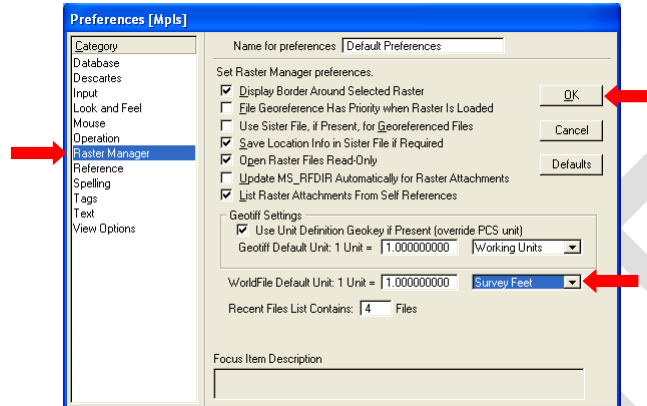 Preferences [Mpls]
Category
Database
Descartes
Input
Look and Feel
Mouse
Operation
Raster Manager
Reference
Spelling
Tags
Text
View Options
Name for preferences Default Preferences
Set Raster Manager preferences.
Display Border Around Selected Raster
File Georeference Has Priority when Raster Is Loaded
Use Sister File, if Present, for Georeferenced Files
Save Location Info in Sister File if Required
Open Raster Files Read-Only
Update MS_RFDIR Automatically for Raster Attachments
List Raster Attachments From Self References
OK
Cancel
Defaults
Geotiff Settings
Use Unit Definition Geokey if Present (override PCS unit)
Geotiff Default Unit: 1 Unit = 1.000000000 Working Units
WorldFile Default Unit: 1 Unit = 1.000000000 Survey Feet
Recent Files List Contains: 4 Files
Focus Item Description